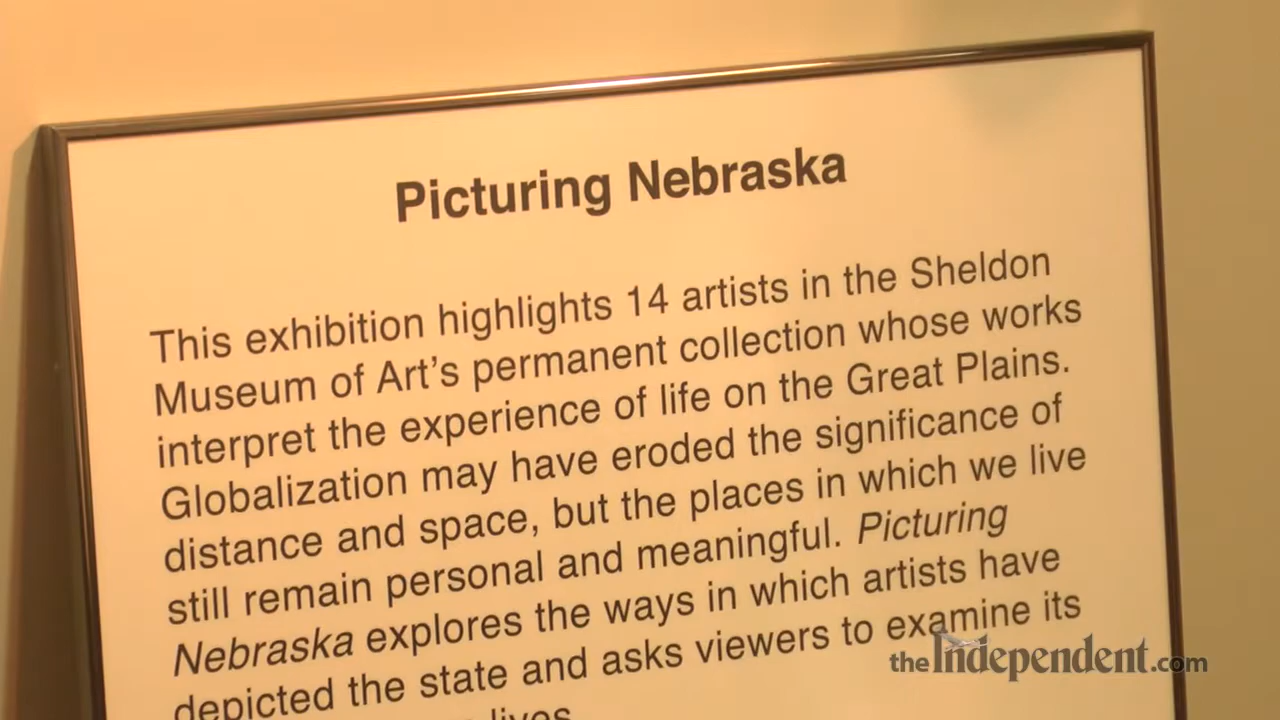 Picturing Nebraska
This exhibition highlights 14 artists in the Sheldon
Museum of Art's permanent collection whose works
interpret the experience of life on the Great Plains.
Globalization may have eroded the significance of
distance and space, but the places in which we live
still remain personal and meaningful. Picturing
Nebraska explores the ways in which artists have
depicted the state and asks viewers to examine its
lives.
theIndependent.com